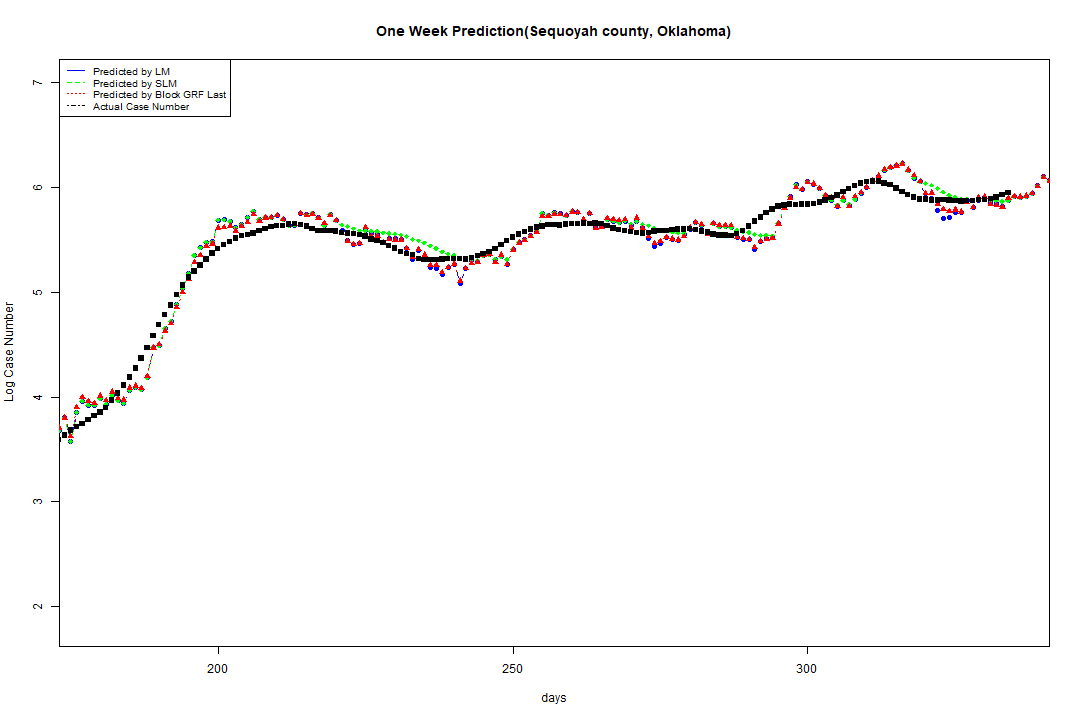 One Week Prediction(Sequoyah county, Oklahoma)
Predicted by LM
Predicted by SLM
Predicted by Block GRF Last
Actual Case Number
7
6
5
4
3
2
Log Case Number
200
250
300
days